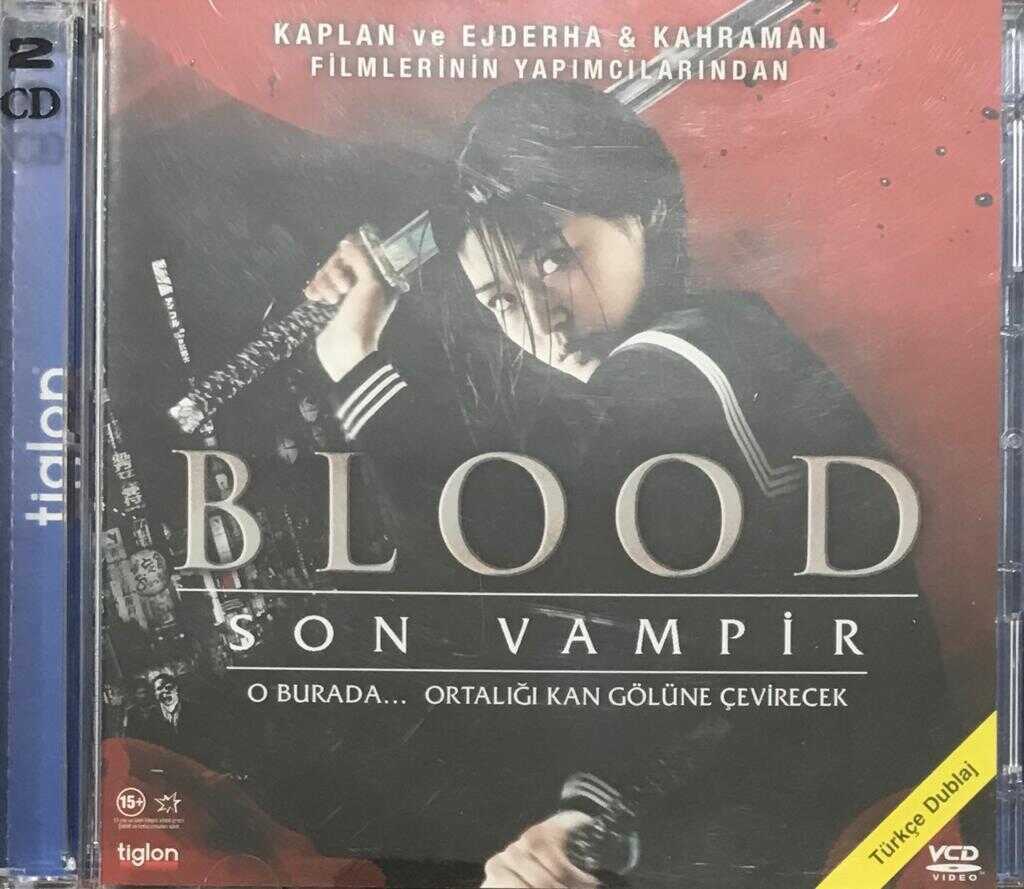 KAPLAN ve EJDERHA & KAHRAMAN
FİLMLERİNİN YAPIMCILARINDAN
2
CD
tiglon
BLOOD
SON VAMPİR
O BURADA... ORTALIĞI KAN GÖLÜNE ÇEVİRECEK
15+
tiglon
Türkçe Dublaj
VCD
VIDEO